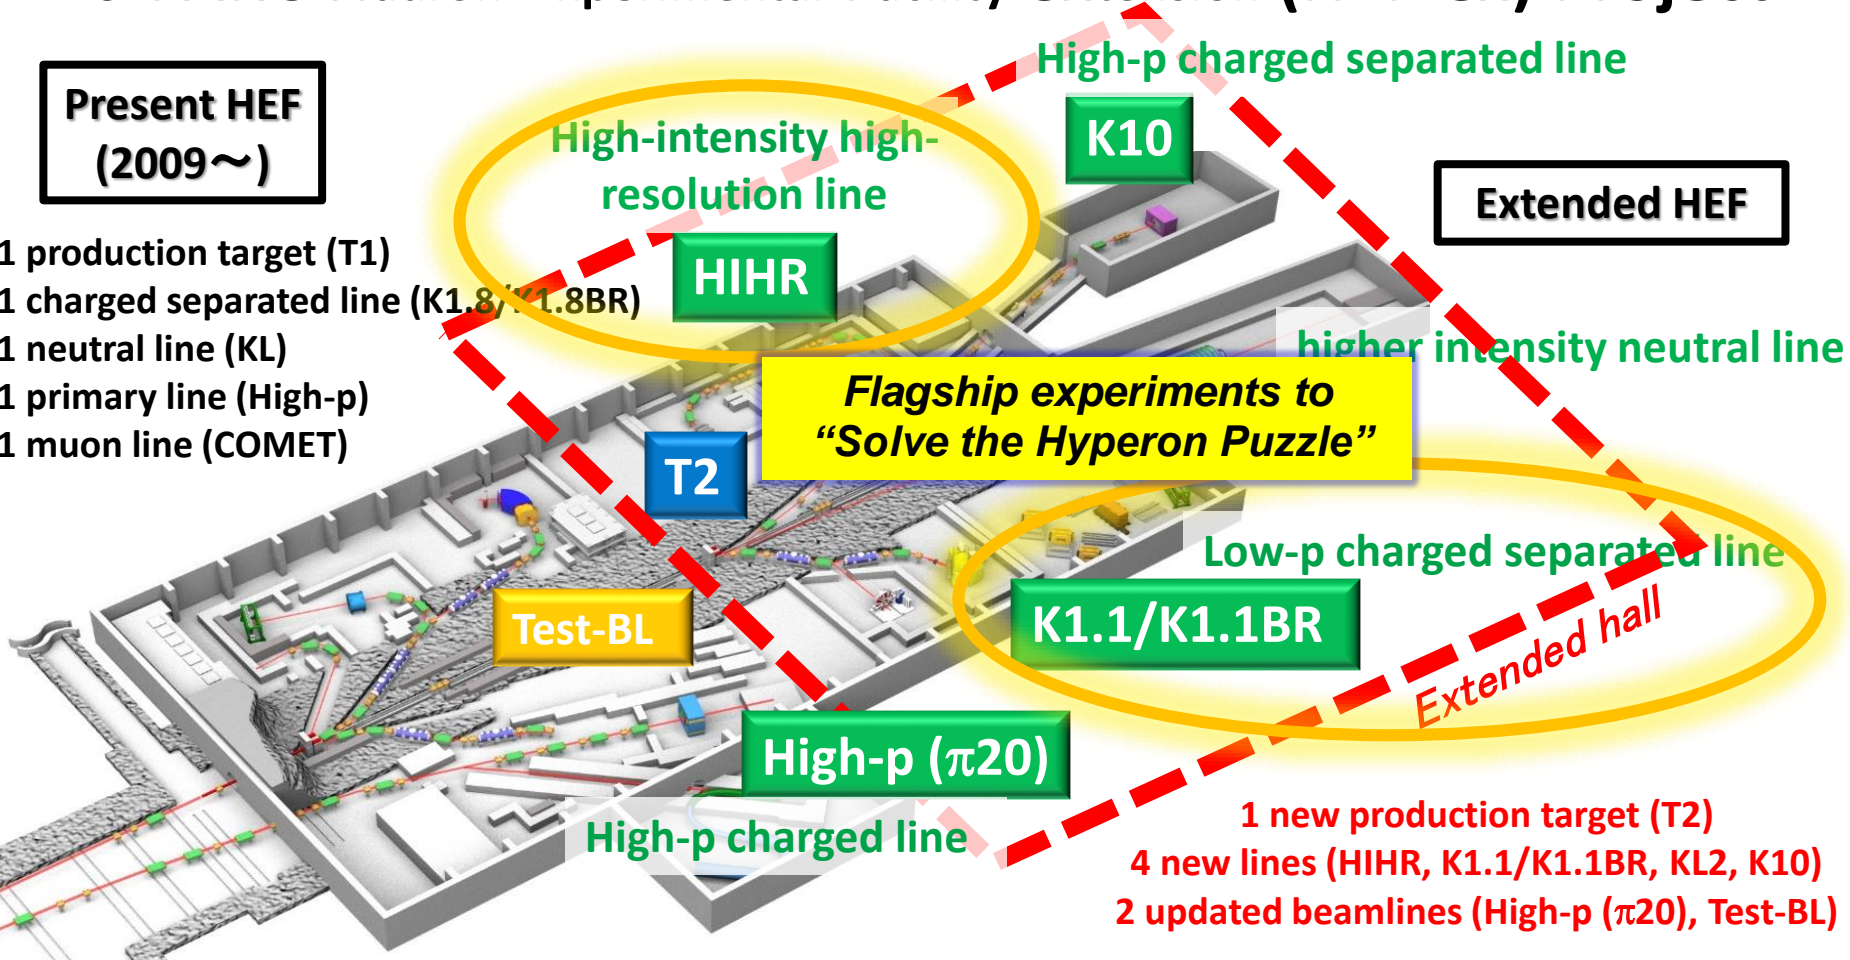 Extension
Project
High-p charged separated line
Present HEF
(2009～)
High-intensity high-
resolution line
K10
Extended HEF
1 production target (T1)
1 charged separated line (K1.8/K1.8BR)
1 neutral line (KL)
1 primary line (High-p)
1 muon line (COMET)
HIHR
higher intensity neutral line
Flagship experiments to
“Solve the Hyperon Puzzle”
T2
Low-p charged separated line
Test-BL
K1.1/K1.1BR
Extended hall
High-p (π20)
High-p charged line
1 new production target (T2)
4 new lines (HIHR, K1.1/K1.1BR, KL2, K10)
2 updated beamlines (High-p (π20), Test-BL)